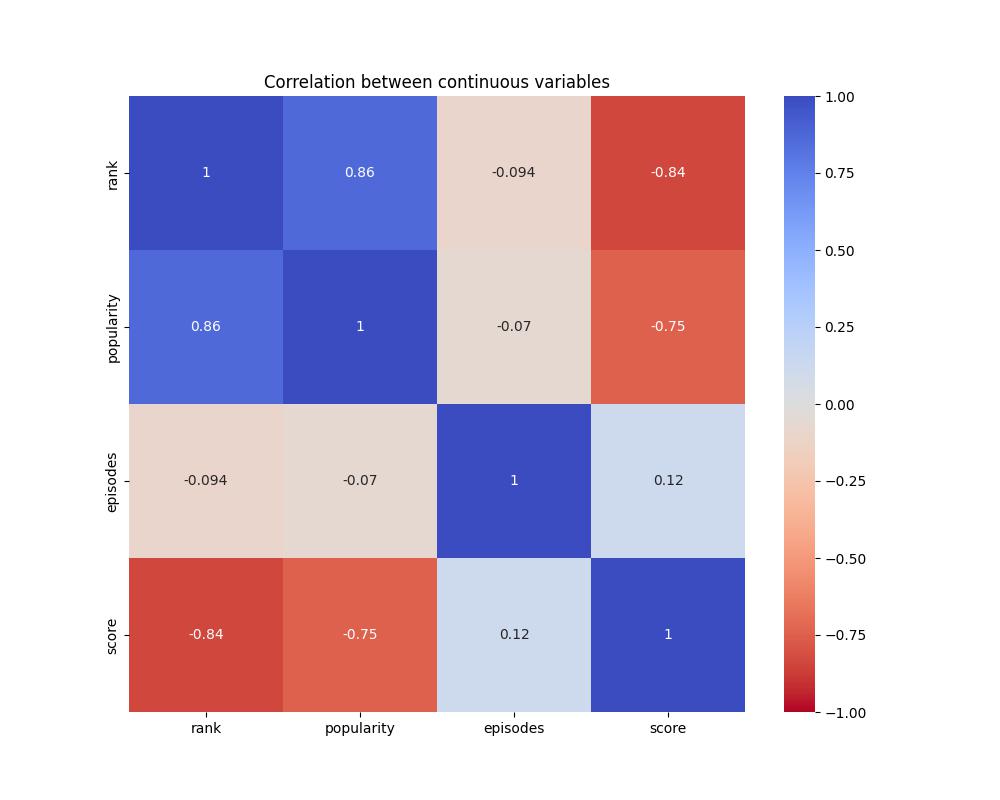 Correlation between continuous variables
rank 1 0.86 -0.094 -0.84
popularity 0.86 1 -0.07 -0.75
episodes -0.094 -0.07 1 0.12
score -0.84 -0.75 0.12 1
rank popularity episodes score
1.00
0.75
0.50
0.25
0.00
−0.25
−0.50
−0.75
−1.00